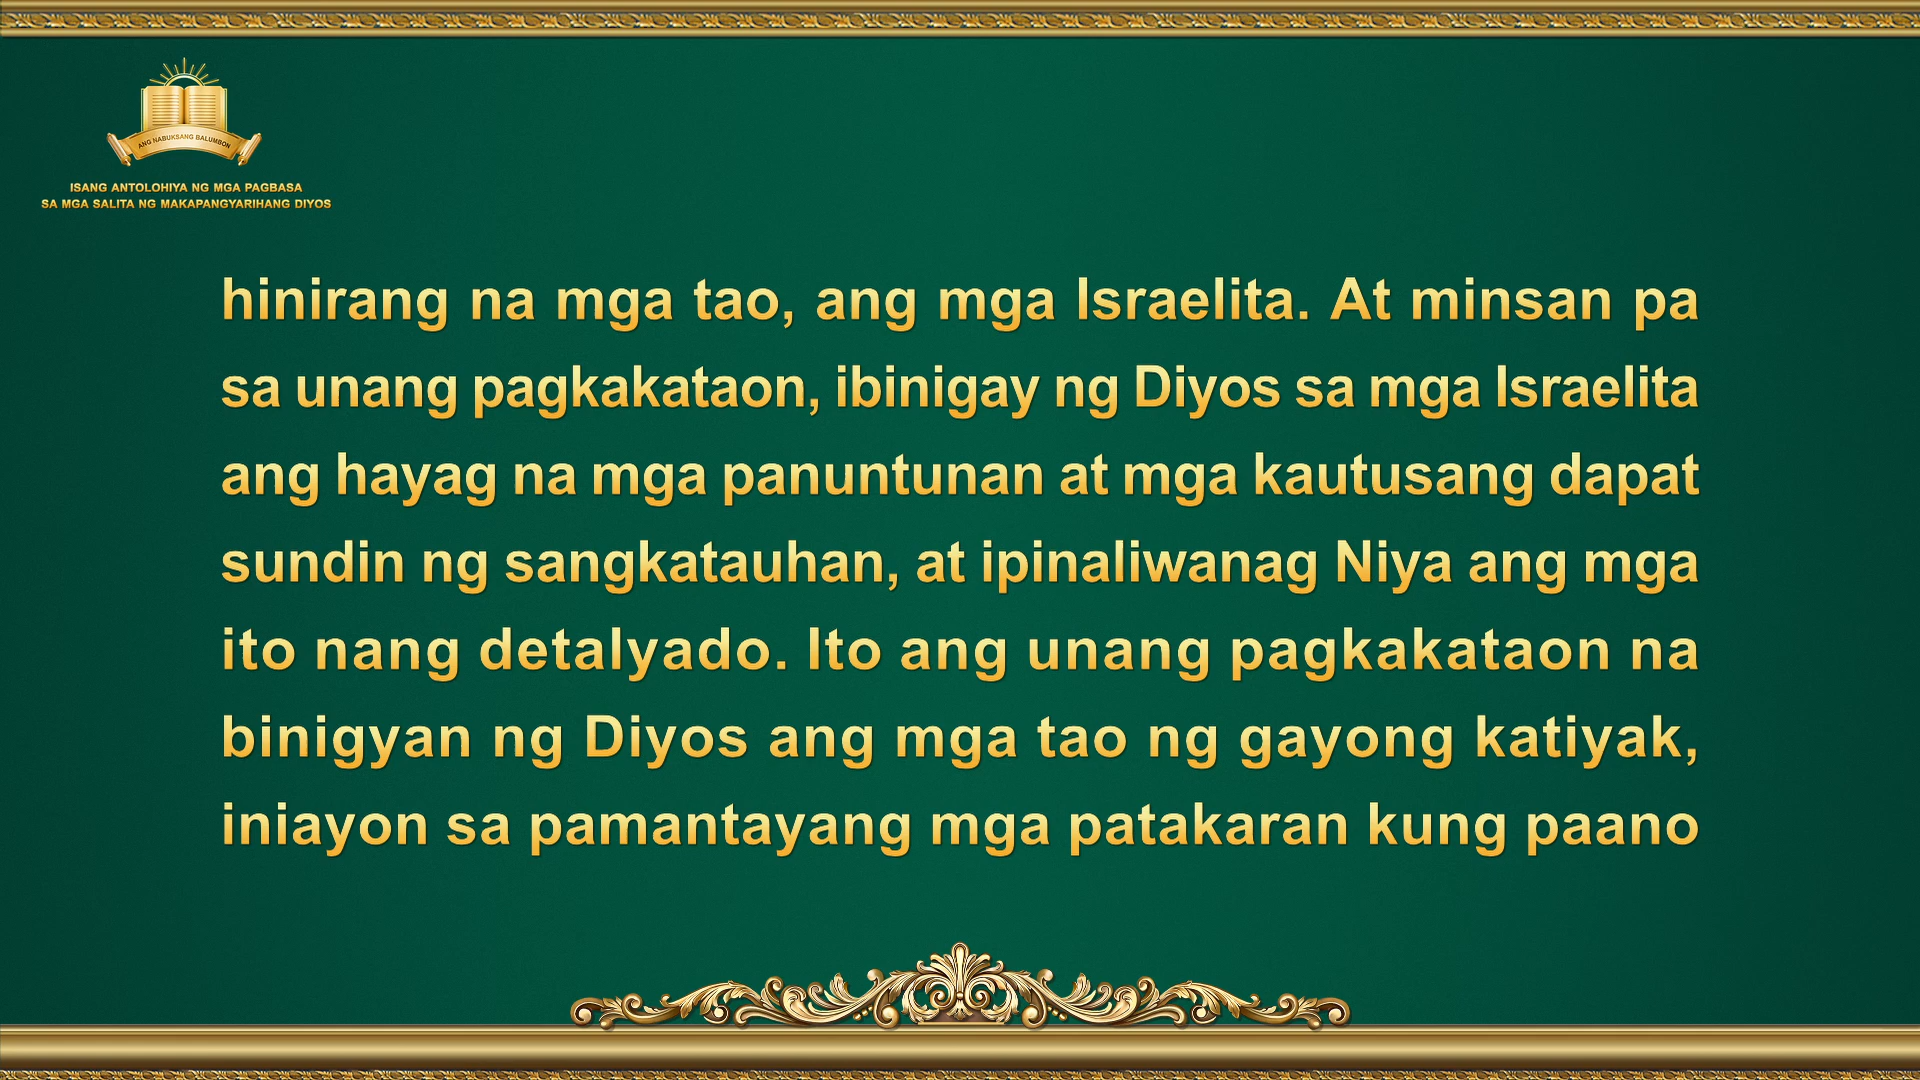 ANG NABUKSANG BALUMBON
ISANG ANTOLOHIYA NG MGA PAGBASA
SA MGA SALITA NG MAKAPANGYARIHANG DIYOS
hinirang na mga tao, ang mga Israelita. At minsan pa
sa unang pagkakataon, ibinigay ng Diyos sa mga Israelita
ang hayag na mga panuntunan at mga kautusang dapat
sundin ng sangkatauhan, at ipinaliwanag Niya ang mga
ito nang detalyado. Ito ang unang pagkakataon na
binigyan ng Diyos ang mga tao ng gayong katiyak,
iniayon sa pamantayang mga patakaran kung paano